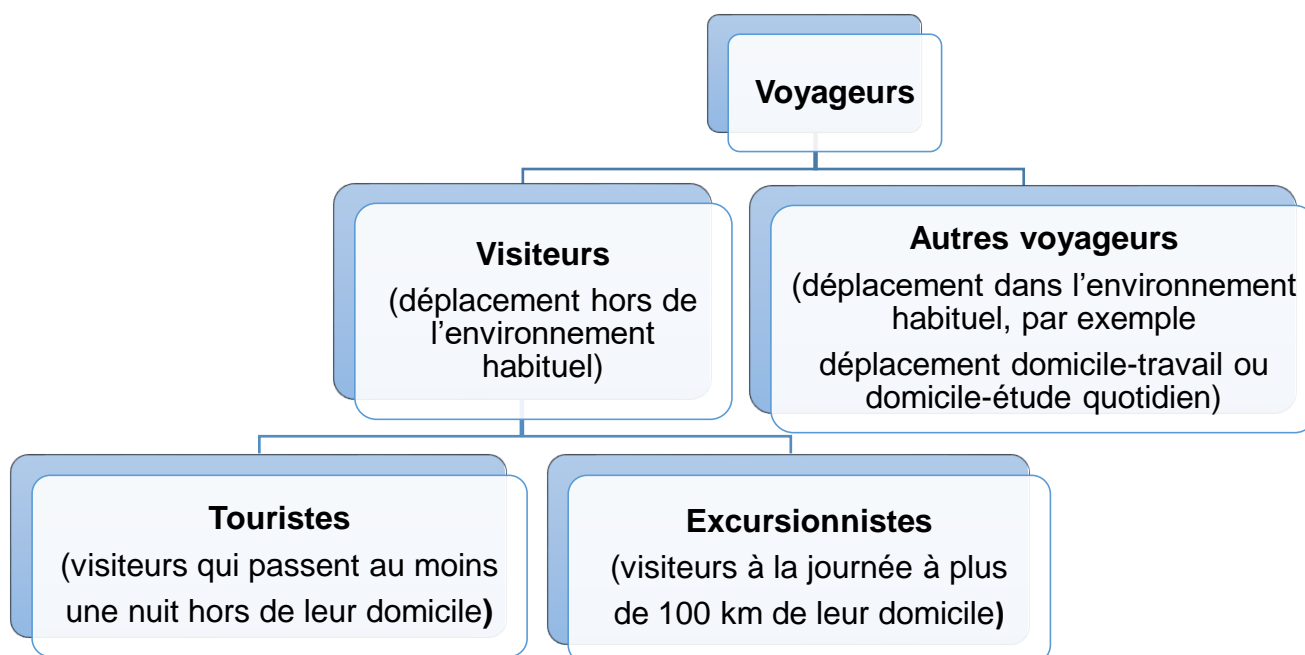 Voyageurs
Visiteurs
(déplacement hors de
l’environnement
habituel)
Autres voyageurs
(déplacement dans l’environnement
habituel, par exemple
déplacement domicile-travail ou
domicile-étude quotidien)
Touristes
(visiteurs qui passent au moins
une nuit hors de leur domicile)
Excursionnistes
(visiteurs à la journée à plus
de 100 km de leur domicile)